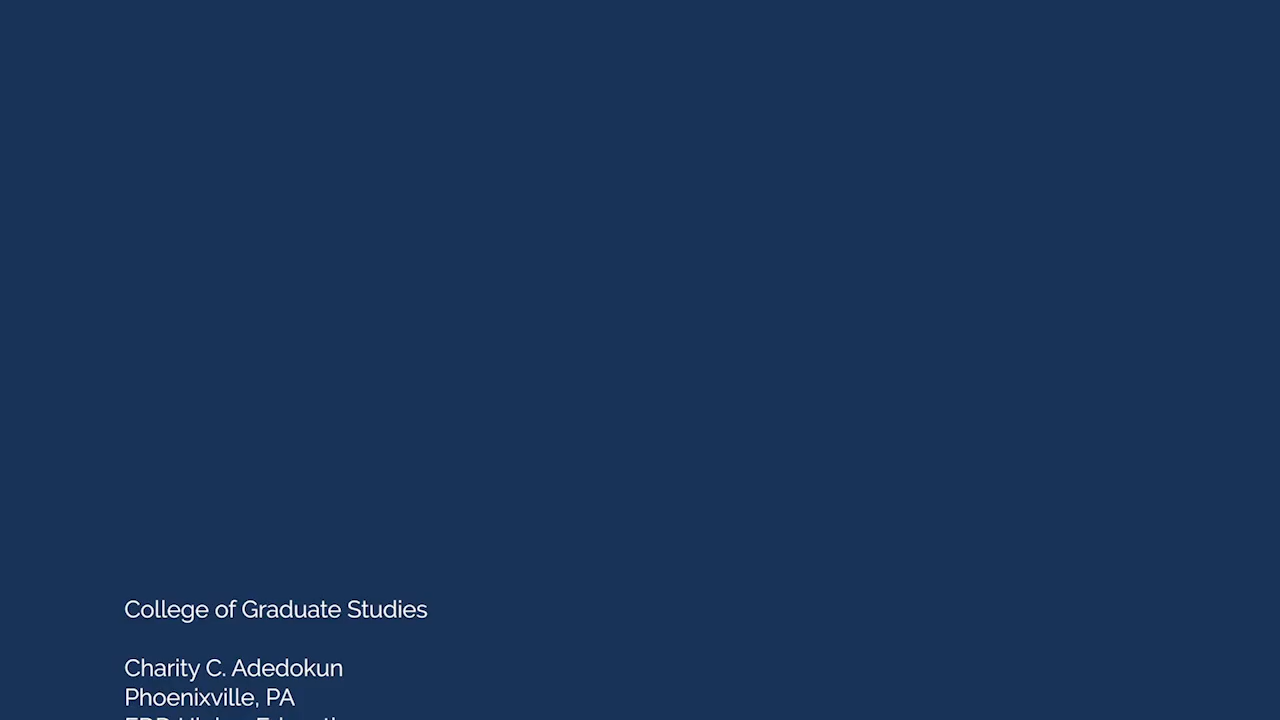 College of Graduate Studies
Charity C. Adedokun
Phoenixville, PA